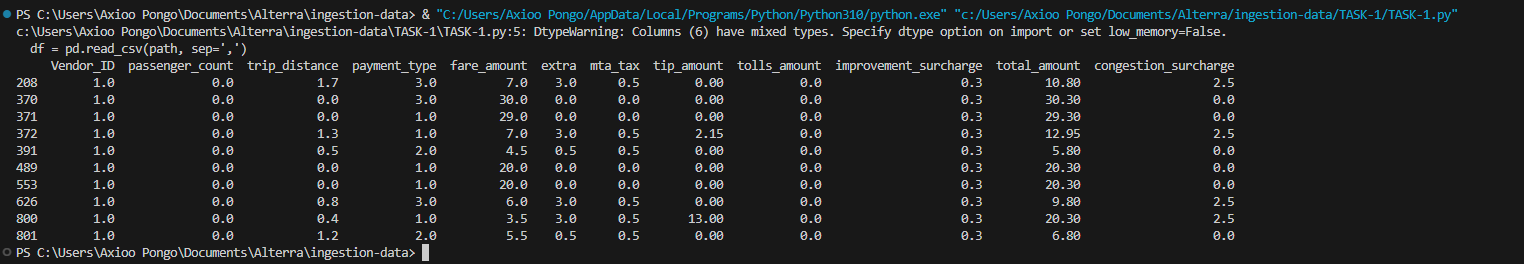 PS C:\Users\Axioo Pongo\Documents\Alterra\ingestion-data> & "C:/Users/Axioo Pongo/AppData/Local/Programs/Python/Python310/python.exe" "c:/Users/Axioo Pongo/Documents/Alterra/ingestion-data/TASK-1/TASK-1.py"
c:\Users\Axioo Pongo\Documents\Alterra\ingestion-data\TASK-1\TASK-1.py:5: DtypeWarning: Columns (6) have mixed types. Specify dtype option on import or set low_memory=False.
  df = pd.read_csv(path, sep=',')
     Vendor_ID  passenger_count  trip_distance  payment_type  fare_amount  extra  mta_tax  tip_amount  tolls_amount  improvement_surcharge  total_amount  congestion_surcharge
208        1.0              0.0            1.7           3.0          7.0    3.0      0.5        0.00           0.0                    0.3         10.80                   2.5
370        1.0              0.0            0.0           3.0         30.0    0.0      0.0        0.00           0.0                    0.3         30.30                   0.0
371        1.0              0.0            0.0           1.0         29.0    0.0      0.0        0.00           0.0                    0.3         29.30                   0.0
372        1.0              0.0            1.3           1.0          7.0    3.0      0.5        2.15           0.0                    0.3         12.95                   2.5
391        1.0              0.0            0.5           2.0          4.5    0.5      0.5        0.00           0.0                    0.3          5.80                   0.0
489        1.0              0.0            0.0           1.0         20.0    0.0      0.0        0.00           0.0                    0.3         20.30                   0.0
553        1.0              0.0            0.0           1.0         20.0    0.0      0.0        0.00           0.0                    0.3         20.30                   0.0
626        1.0              0.0            0.8           3.0          6.0    3.0      0.5        0.00           0.0                    0.3          9.80                   2.5
800        1.0              0.0            0.4           1.0          3.5    3.0      0.5       13.00           0.0                    0.3         20.30                   2.5
801        1.0              0.0            1.2           2.0          5.5    0.5      0.5        0.00           0.0                    0.3          6.80                   0.0
PS C:\Users\Axioo Pongo\Documents\Alterra\ingestion-data>